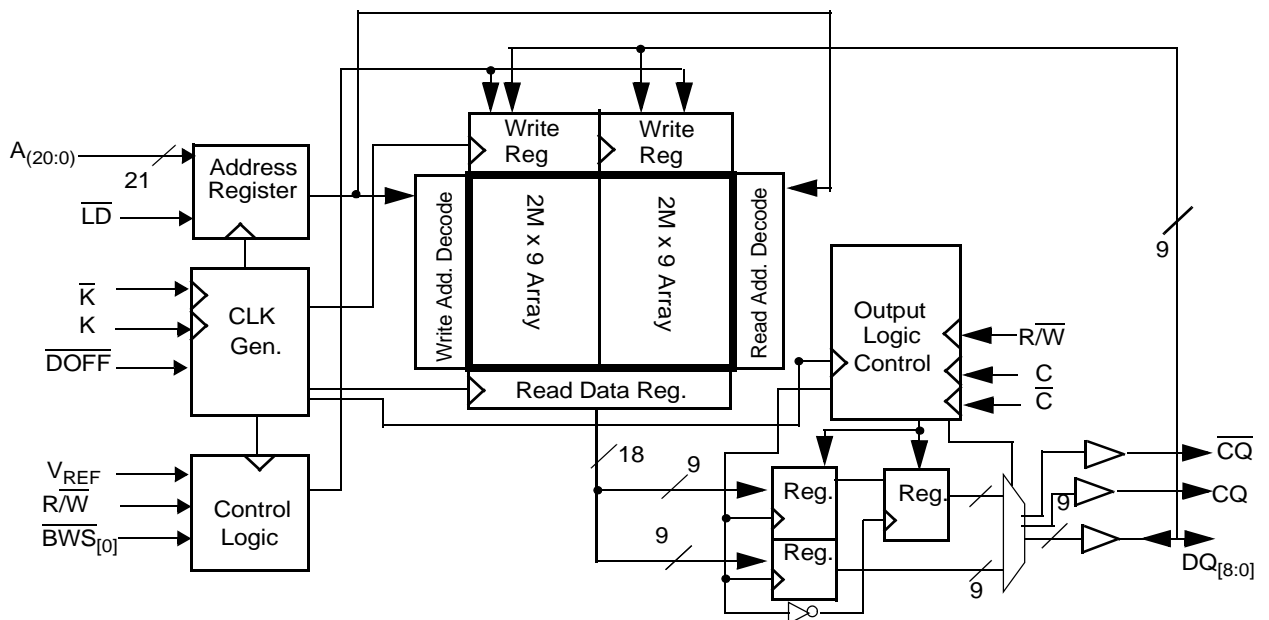 A(20:0)
21
LD
Address
Register
K
K
DOFF
CLK
Gen.
VREF
R/W
BWS[0]
Control
Logic
Write
Reg
Write
Reg
Write Add. Decode
2M x 9 Array
2M x 9 Array
Read Add. Decode
Read Data Reg.
9
Output
Logic
Control
R/W
C
C
18
9
9
Reg.
Reg.
Reg.
9
9
CQ
CQ
DQ[8:0]